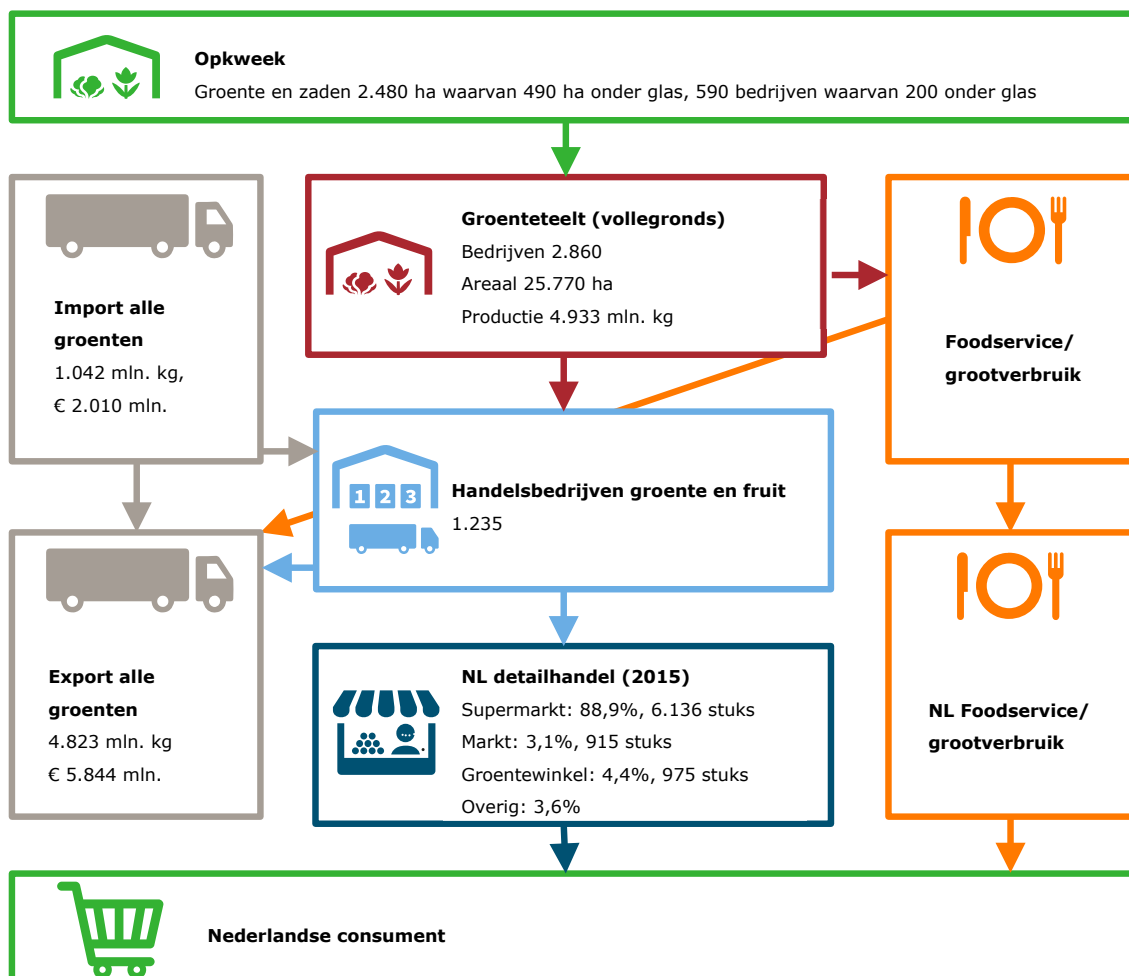 Opkweek
Groente en zaden 2.480 ha waarvan 490 ha onder glas, 590 bedrijven waarvan 200 onder glas
Import alle
groenten
1.042 mln. kg,
€ 2.010 mln.
Groenteteelt (vollegronds)
Bedrijven 2.860
Areaal 25.770 ha
Productie 4.933 mln. kg
Foodservice/
grootverbruik
1 2 3
Handelsbedrijven groente en fruit
1.235
Export alle
groenten
4.823 mln. kg
€ 5.844 mln.
NL detailhandel (2015)
Supermarkt: 88,9%, 6.136 stuks
Markt: 3,1%, 915 stuks
Groentewinkel: 4,4%, 975 stuks
Overig: 3,6%
NL Foodservice/
grootverbruik
Nederlandse consument